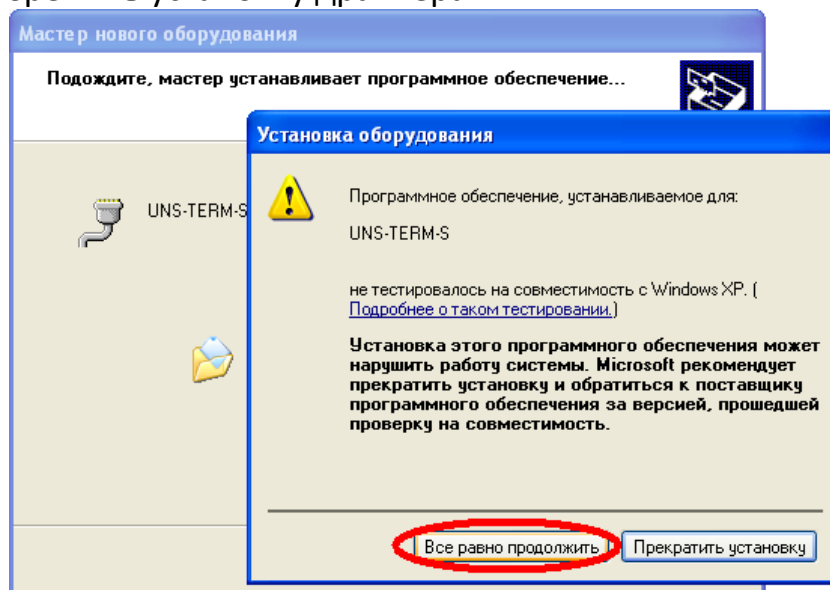 Мастер нового оборудования
Подождите, мастер устанавливает программное обеспечение...
Установка оборудования
UNS-TERM-S
Программное обеспечение, устанавливаемое для:
UNS-TERM-S
не тестировалось на совместимость с Windows XP. (
Подробнее о таком тестировании.)
Установка этого программного обеспечения может
нарушить работу системы. Microsoft рекомендует
прекратить установку и обратиться к поставщику
программного обеспечения за версией, прошедшей
проверку на совместимость.
Все равно продолжить
Прекратить установку